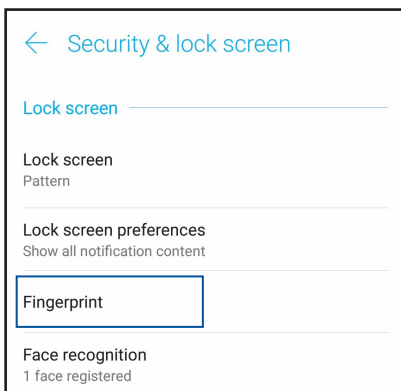 Security & lock screen
Lock screen
Lock screen
Pattern
Lock screen preferences
Show all notification content
Fingerprint
Face recognition
1 face registered